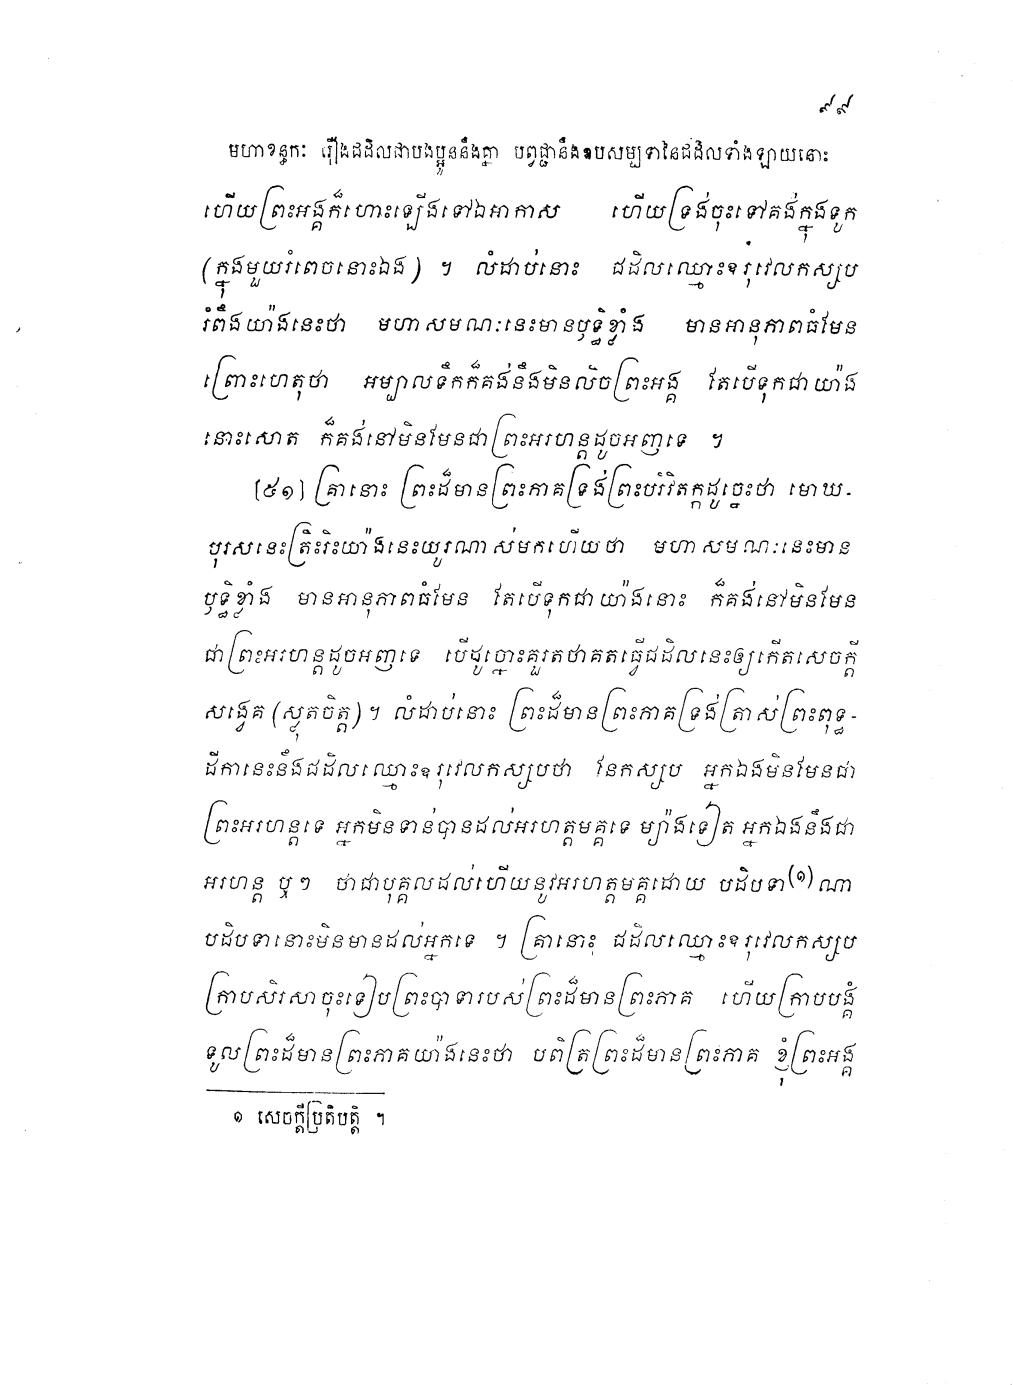 ៩៩
មហាខន្ធកៈ រឿងជដិលជាបងប្អូននឹងគ្នា បព្វជ្ជានឹងឧបសម្បទានៃជដិលទាំងឡាយនោះ
ហើយព្រះអង្គក៏ហោះឡើងទៅឯអាកាស ហើយទ្រង់ចុះទៅគង់ក្នុងទូក
(ក្នុងមួយរំពេចនោះឯង) ។ លំដាប់នោះ ជដិលឈ្មោះឧរុវេលកស្សប
រំពឹងយ៉ាងនេះថា មហាសមណៈនេះមានឫទ្ធិខ្លាំង មានអានុភាពធំមែន
ព្រោះហេតុថា អម្បាលទឹកក៏គង់នឹងមិនលិចព្រះអង្គ តែបើទុកជាយ៉ាង
នោះសោត ក៏គង់នៅមិនមែនជាព្រះអរហន្តដូចអញទេ ។
[៥១] គ្រានោះ ព្រះដ៏មានព្រះភាគទ្រង់ព្រះបរិវិតក្កដូច្នេះថា មោឃ-
បុរសនេះត្រិះរិះយ៉ាងនេះយូរណាស់មកហើយថា មហាសមណៈនេះមាន
ឫទ្ធិខ្លាំង មានអានុភាពធំមែន តែបើទុកជាយ៉ាងនោះ ក៏គង់នៅមិនមែន
ជាព្រះអរហន្តដូចអញទេ បើដូច្នោះគួរតថាគតធ្វើជដិលនេះឲ្យកើតសេចក្តី
សង្វេគ (ស្លុតចិត្ត) ។ លំដាប់នោះ ព្រះដ៏មានព្រះភាគទ្រង់ត្រាស់ព្រះពុទ្ធ-
ដីកានេះនឹងជដិលឈ្មោះឧរុវេលកស្សបថា នែកស្សប អ្នកឯងមិនមែនជា
ព្រះអរហន្តទេ អ្នកមិនទាន់បានដល់អរហត្តមគ្គទេ ម្យ៉ាងទៀត អ្នកឯងនឹងជា
អរហន្ត ឬៗ ថាជាបុគ្គលដល់ហើយនូវអរហត្តមគ្គដោយ បដិបទា(១)ណា
បដិបទានោះមិនមានដល់អ្នកទេ ។ គ្រានោះ ជដិលឈ្មោះឧរុវេលកស្សប
ក្រាបសិរសាចុះទៀបព្រះបាទារបស់ព្រះដ៏មានព្រះភាគ ហើយក្រាបបង្គំ
ទូលព្រះដ៏មានព្រះភាគយ៉ាងនេះថា បពិត្រព្រះដ៏មានព្រះភាគ ខ្ញុំព្រះអង្គ
១ សេចក្តីប្រតិបត្តិ ។